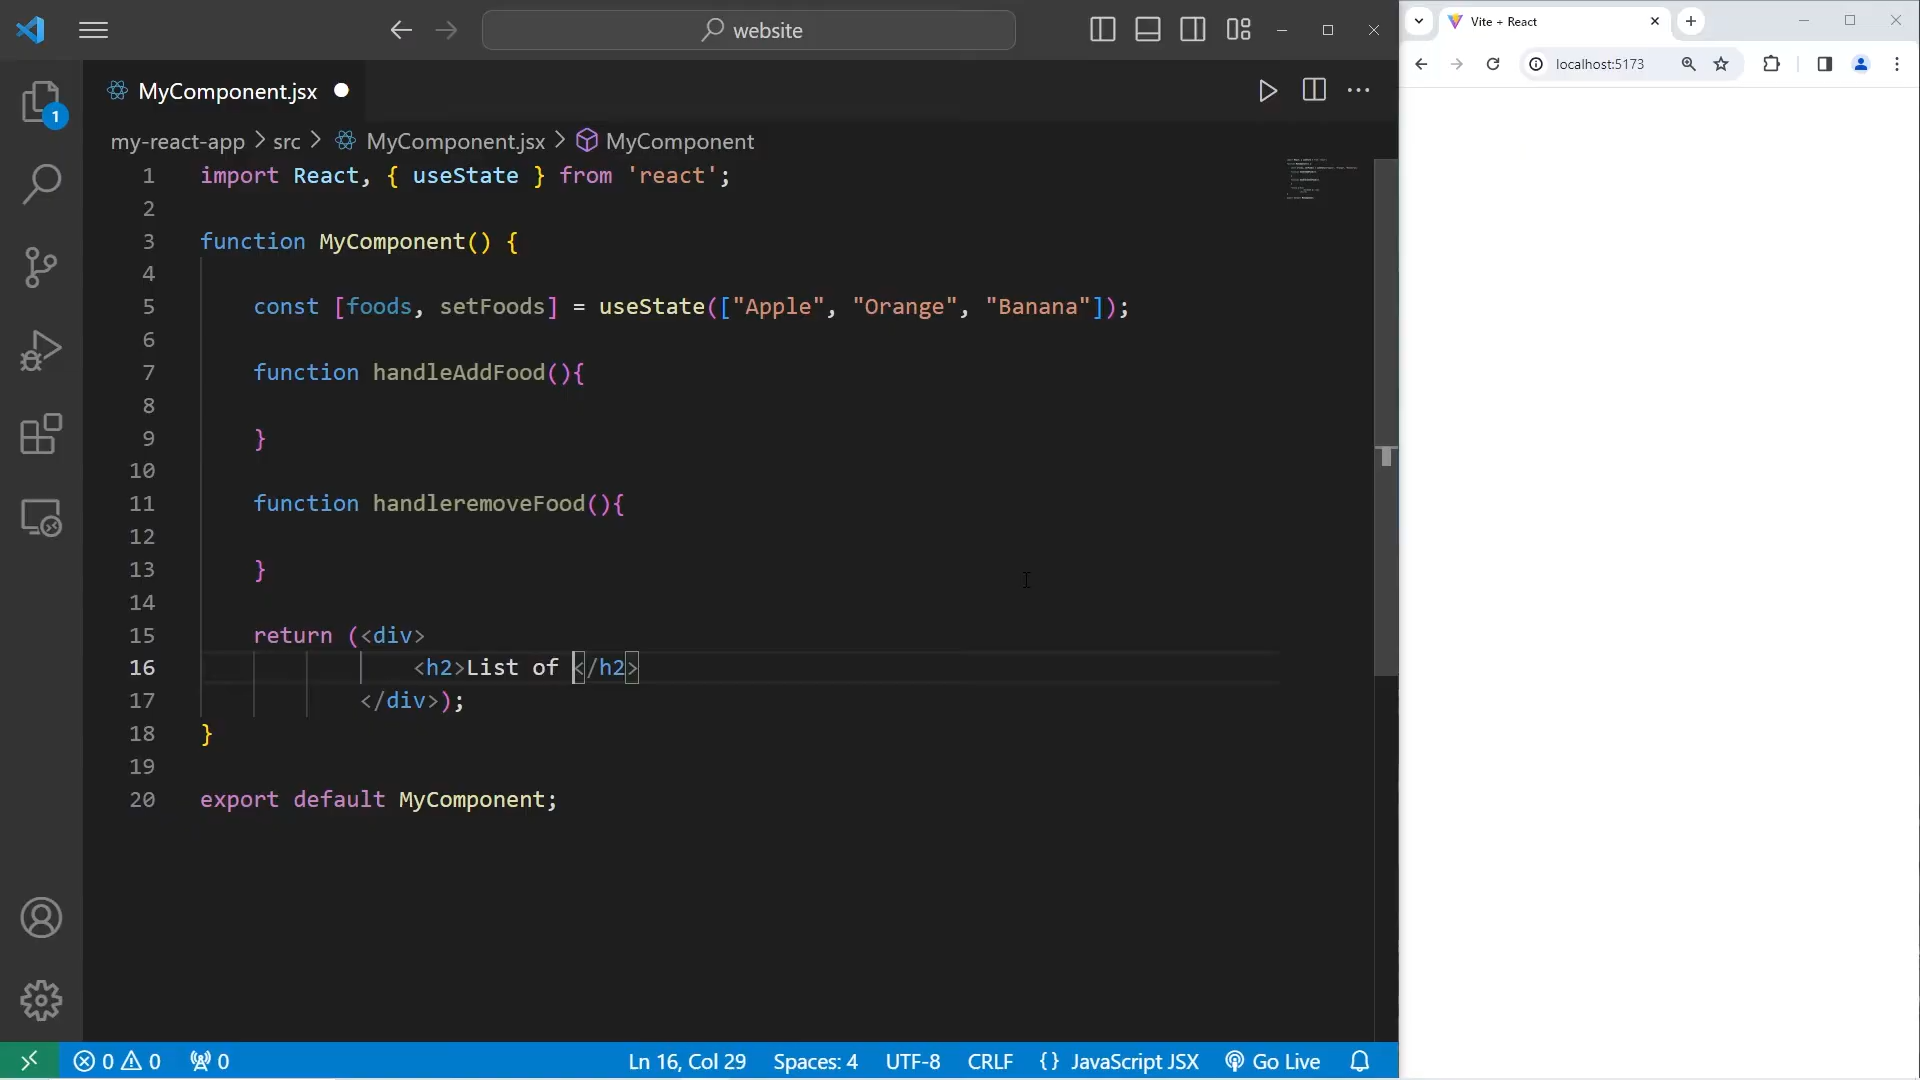 website
Vite + React
localhost:5173
MyComponent.jsx
1
my-react-app > src > MyComponent.jsx > MyComponent
1 import React, { useState } from 'react';
2
3 function MyComponent() {
4
5 const [foods, setFoods] = useState(["Apple", "Orange", "Banana"]);
6
7 function handleAddFood(){
8
9 }
10
11 function handleremoveFood(){
12
13 }
14
15 return (<div>
16 <h2>List of </h2>
17 </div>);
18 }
19
20 export default MyComponent;
0 0 0 Ln 16, Col 29 Spaces: 4 UTF-8 CRLF {} JavaScript JSX Go Live